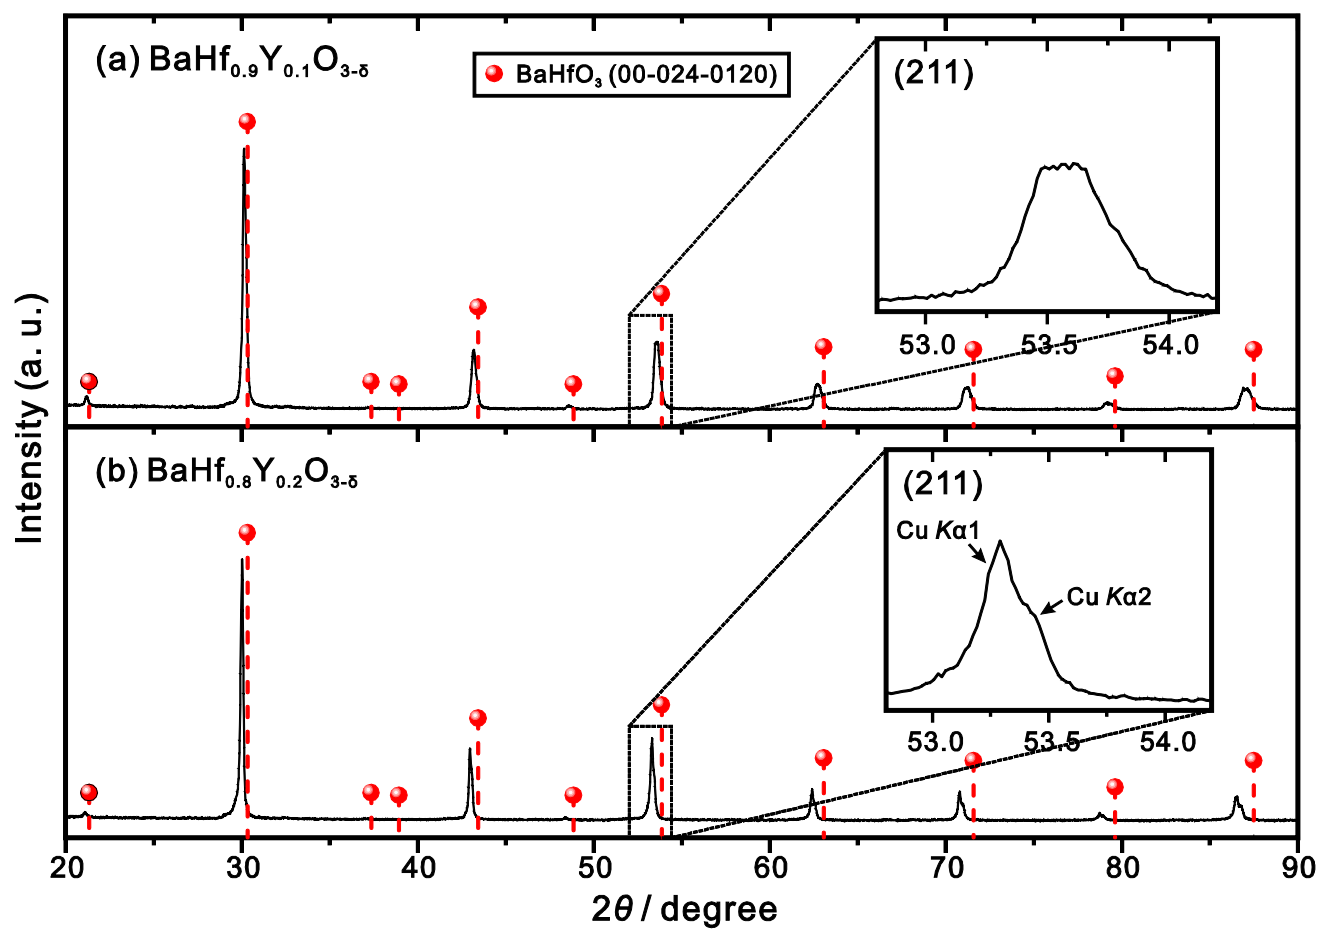 (a) BaHf0.9Y0.1O3-δ
BaHfO3 (00-024-0120)
(211)
53.0 53.5 54.0
Intensity (a. u.)
(b) BaHf0.8Y0.2O3-δ
(211)
Cu Kα1
Cu Kα2
53.0 53.5 54.0
20 30 40 50 60 70 80 90
2θ / degree